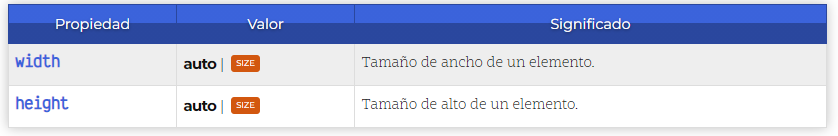 Propiedad Valor Significado
width auto | SIZE Tamaño de ancho de un elemento.
height auto | SIZE Tamaño de alto de un elemento.